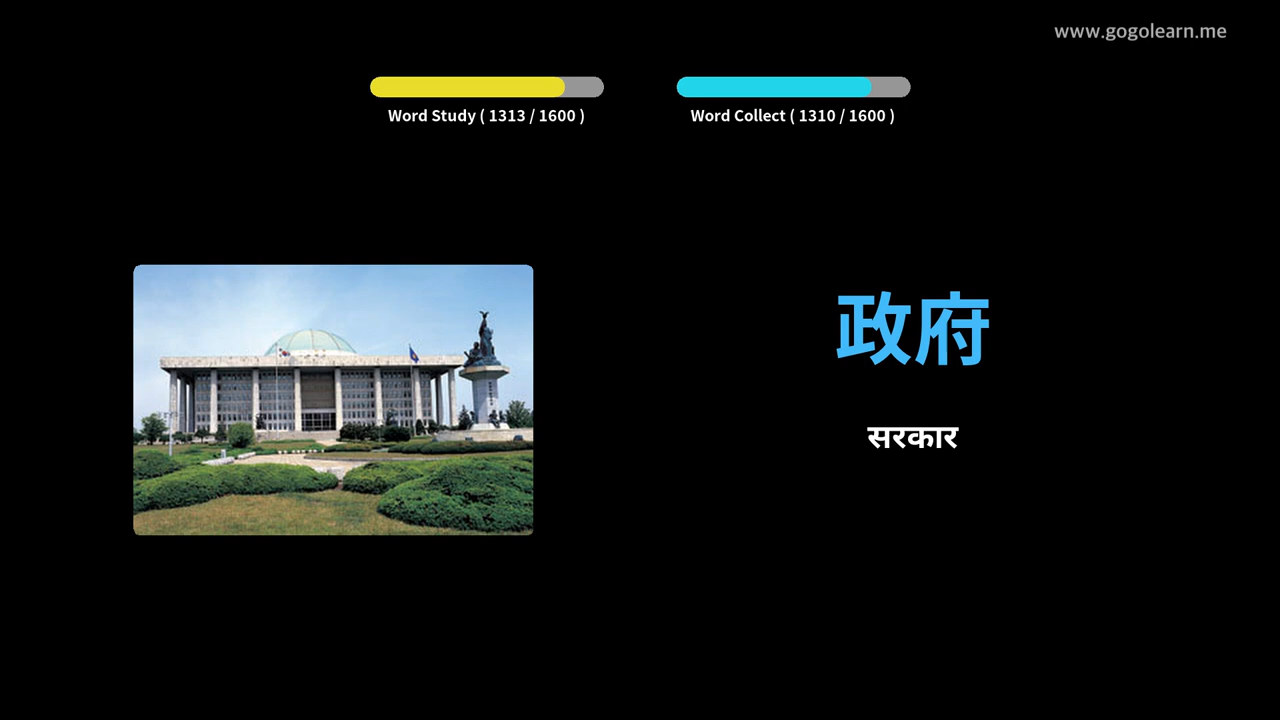 www.gogolearn.me
Word Study ( 1313 / 1600 )
Word Collect ( 1310 / 1600 )
政府
सरकार